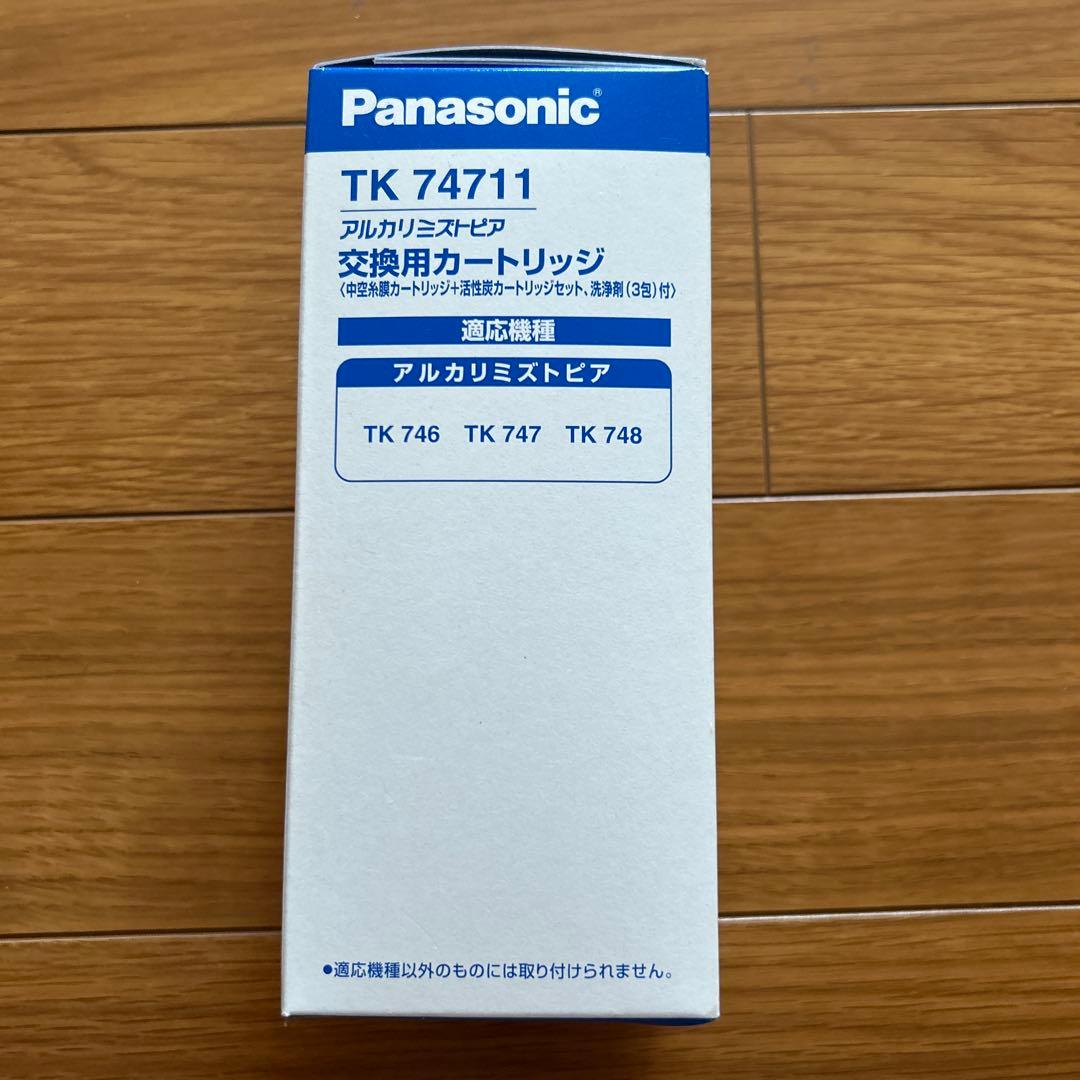 Panasonic®
TK 74711
アルカリミズトピア
交換用カートリッジ
〈中空糸膜カートリッジ+活性炭カートリッジセット、洗浄剤(3包)付〉
適応機種
アルカリミズトピア
TK 746 TK 747 TK 748
●適応機種以外のものには取り付けられません。